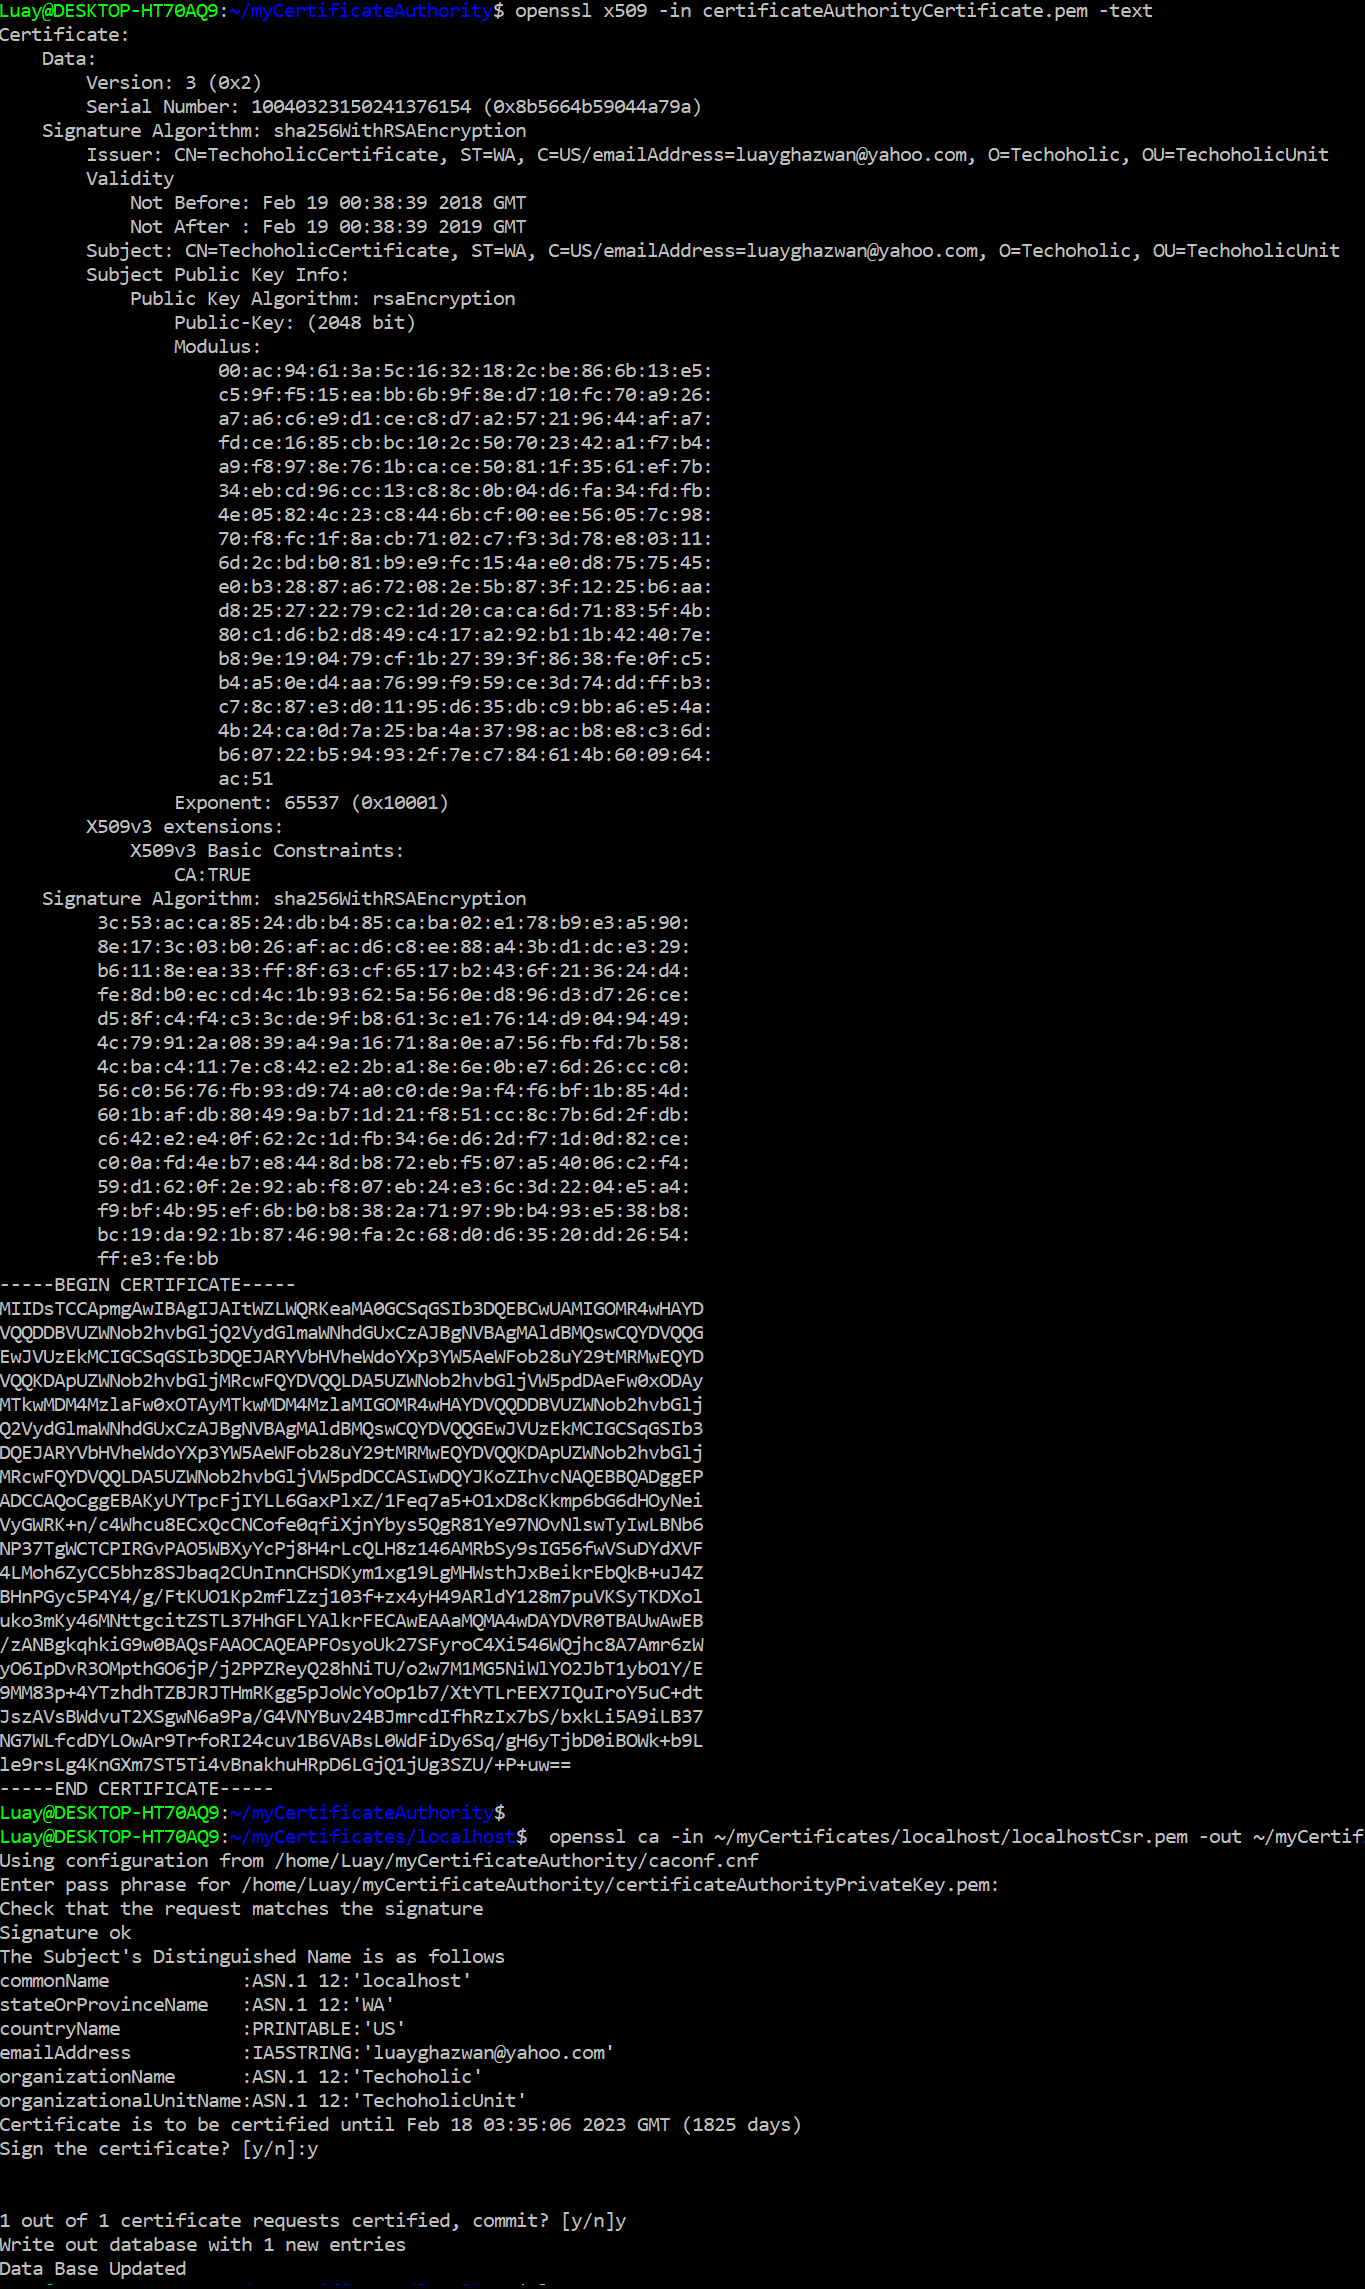 Luay@DESKTOP-HT70AQ9:~/myCertificateAuthority$ openssl x509 -in certificateAuthorityCertificate.pem -text
Certificate:
    Data:
        Version: 3 (0x2)
        Serial Number: 10040323150241376154 (0x8b5664b59044a79a)
    Signature Algorithm: sha256WithRSAEncryption
        Issuer: CN=TechoholicCertificate, ST=WA, C=US/emailAddress=luayghazwan@yahoo.com, O=Techoholic, OU=TechoholicUnit
        Validity
            Not Before: Feb 19 00:38:39 2018 GMT
            Not After : Feb 19 00:38:39 2019 GMT
        Subject: CN=TechoholicCertificate, ST=WA, C=US/emailAddress=luayghazwan@yahoo.com, O=Techoholic, OU=TechoholicUnit
        Subject Public Key Info:
            Public Key Algorithm: rsaEncryption
                Public-Key: (2048 bit)
                Modulus:
                    00:ac:94:61:3a:5c:16:32:18:2c:be:86:6b:13:e5:
                    c5:9f:f5:15:ea:bb:6b:9f:8e:d7:10:fc:70:a9:26:
                    a7:a6:c6:e9:d1:ce:c8:d7:a2:57:21:96:44:af:a7:
                    fd:ce:16:85:cb:bc:10:2c:50:70:23:42:a1:f7:b4:
                    a9:f8:97:8e:76:1b:ca:ce:50:81:1f:35:61:ef:7b:
                    34:eb:cd:96:cc:13:c8:8c:0b:04:d6:fa:34:fd:fb:
                    4e:05:82:4c:23:c8:44:6b:cf:00:ee:56:05:7c:98:
                    70:f8:fc:1f:8a:cb:71:02:c7:f3:3d:78:e8:03:11:
                    6d:2c:bd:b0:81:b9:e9:fc:15:4a:e0:d8:75:75:45:
                    e0:b3:28:87:a6:72:08:2e:5b:87:3f:12:25:b6:aa:
                    d8:25:27:22:79:c2:1d:20:ca:ca:6d:71:83:5f:4b:
                    80:c1:d6:b2:d8:49:c4:17:a2:92:b1:1b:42:40:7e:
                    b8:9e:19:04:79:cf:1b:27:39:3f:86:38:fe:0f:c5:
                    b4:a5:0e:d4:aa:76:99:f9:59:ce:3d:74:dd:ff:b3:
                    c7:8c:87:e3:d0:11:95:d6:35:db:c9:bb:a6:e5:4a:
                    4b:24:ca:0d:7a:25:ba:4a:37:98:ac:b8:e8:c3:6d:
                    b6:07:22:b5:94:93:2f:7e:c7:84:61:4b:60:09:64:
                    ac:51
                Exponent: 65537 (0x10001)
        X509v3 extensions:
            X509v3 Basic Constraints:
                CA:TRUE
    Signature Algorithm: sha256WithRSAEncryption
         3c:53:ac:ca:85:24:db:b4:85:ca:ba:02:e1:78:b9:e3:a5:90:
         8e:17:3c:03:b0:26:af:ac:d6:c8:ee:88:a4:3b:d1:dc:e3:29:
         b6:11:8e:ea:33:ff:8f:63:cf:65:17:b2:43:6f:21:36:24:d4:
         fe:8d:b0:ec:cd:4c:1b:93:62:5a:56:0e:d8:96:d3:d7:26:ce:
         d5:8f:c4:f4:c3:3c:de:9f:b8:61:3c:e1:76:14:d9:04:94:49:
         4c:79:91:2a:08:39:a4:9a:16:71:8a:0e:a7:56:fb:fd:7b:58:
         4c:ba:c4:11:7e:c8:42:e2:2b:a1:8e:6e:0b:e7:6d:26:cc:c0:
         56:c0:56:76:fb:93:d9:74:a0:c0:de:9a:f4:f6:bf:1b:85:4d:
         60:1b:af:db:80:49:9a:b7:1d:21:f8:51:cc:8c:7b:6d:2f:db:
         c6:42:e2:e4:0f:62:2c:1d:fb:34:6e:d6:2d:f7:1d:0d:82:ce:
         c0:0a:fd:4e:b7:e8:44:8d:b8:72:eb:f5:07:a5:40:06:c2:f4:
         59:d1:62:0f:2e:92:ab:f8:07:eb:24:e3:6c:3d:22:04:e5:a4:
         f9:bf:4b:95:ef:6b:b0:b8:38:2a:71:97:9b:b4:93:e5:38:b8:
         bc:19:da:92:1b:87:46:90:fa:2c:68:d0:d6:35:20:dd:26:54:
         ff:e3:fe:bb
-----BEGIN CERTIFICATE-----
MIIDsTCCApmgAwIBAgIJAItWZLWQRKeaMA0GCSqGSIb3DQEBCwUAMIGOMR4wHAYD
VQQDDBVUZWNob2hvbGljQ2VydGlmaWNhdGUxCzAJBgNVBAgMAldBMQswCQYDVQQG
EwJVUzEkMCIGCSqGSIb3DQEJARYVbHVheWdoYXp3YW5AeWFob28uY29tMRMwEQYD
VQQKDApUZWNob2hvbGljMRcwFQYDVQQLDA5UZWNob2hvbGljVW5pdDAeFw0xODAy
MTkwMDM4MzlaFw0xOTAyMTkwMDM4MzlaMIGOMR4wHAYDVQQDDBVUZWNob2hvbGlj
Q2VydGlmaWNhdGUxCzAJBgNVBAgMAldBMQswCQYDVQQGEwJVUzEkMCIGCSqGSIb3
DQEJARYVbHVheWdoYXp3YW5AeWFob28uY29tMRMwEQYDVQQKDApUZWNob2hvbGlj
MRcwFQYDVQQLDA5UZWNob2hvbGljVW5pdDCCASIwDQYJKoZIhvcNAQEBBQADggEP
ADCCAQoCggEBAKyUYTpcFjIYLL6GaxPlxZ/1Feq7a5+O1xD8cKkmp6bG6dHOyNei
VyGWRK+n/c4Whcu8ECxQcCNCofe0qfiXjnYbys5QgR81Ye97NOvNlswTyIwLBNb6
NP37TgWCTCPIRGvPAO5WBXyYcPj8H4rLcQLH8z146AMRbSy9sIG56fwVSuDYdXVF
4LMoh6ZyCC5bhz8SJbaq2CUnInnCHSDKym1xg19LgMHWsthJxBeikrEbQkB+uJ4Z
BHnPGyc5P4Y4/g/FtKUO1Kp2mflZzj103f+zx4yH49ARldY128m7puVKSyTKDXol
uko3mKy46MNttgcitZSTL37HhGFLYAlkrFECAwEAAaMQMA4wDAYDVR0TBAUwAwEB
/zANBgkqhkiG9w0BAQsFAAOCAQEAPFOsyoUk27SFyroC4Xi546WQjhc8A7Amr6zW
yO6IpDvR3OMpthGO6jP/j2PPZReyQ28hNiTU/o2w7M1MG5NiWlYO2JbT1ybO1Y/E
9MM83p+4YTzhdhTZBJRJTHmRKgg5pJoWcYoOp1b7/XtYTLrEEX7IQuIroY5uC+dt
JszAVsBWdvuT2XSgwN6a9Pa/G4VNYBuv24BJmrcdIfhRzIx7bS/bxkLi5A9iLB37
NG7WLfcdDYLOwAr9TrfoRI24cuv1B6VABsL0WdFiDy6Sq/gH6yTjbD0iBOWk+b9L
le9rsLg4KnGXm7ST5Ti4vBnakhuHRpD6LGjQ1jUg3SZU/+P+uw==
-----END CERTIFICATE-----
Luay@DESKTOP-HT70AQ9:~/myCertificateAuthority$
Luay@DESKTOP-HT70AQ9:~/myCertificates/localhost$  openssl ca -in ~/myCertificates/localhost/localhostCsr.pem -out ~/myCertif
Using configuration from /home/Luay/myCertificateAuthority/caconf.cnf
Enter pass phrase for /home/Luay/myCertificateAuthority/certificateAuthorityPrivateKey.pem:
Check that the request matches the signature
Signature ok
The Subject's Distinguished Name is as follows
commonName            :ASN.1 12:'localhost'
stateOrProvinceName   :ASN.1 12:'WA'
countryName           :PRINTABLE:'US'
emailAddress          :IA5STRING:'luayghazwan@yahoo.com'
organizationName      :ASN.1 12:'Techoholic'
organizationalUnitName:ASN.1 12:'TechoholicUnit'
Certificate is to be certified until Feb 18 03:35:06 2023 GMT (1825 days)
Sign the certificate? [y/n]:y
1 out of 1 certificate requests certified, commit? [y/n]y
Write out database with 1 new entries
Data Base Updated